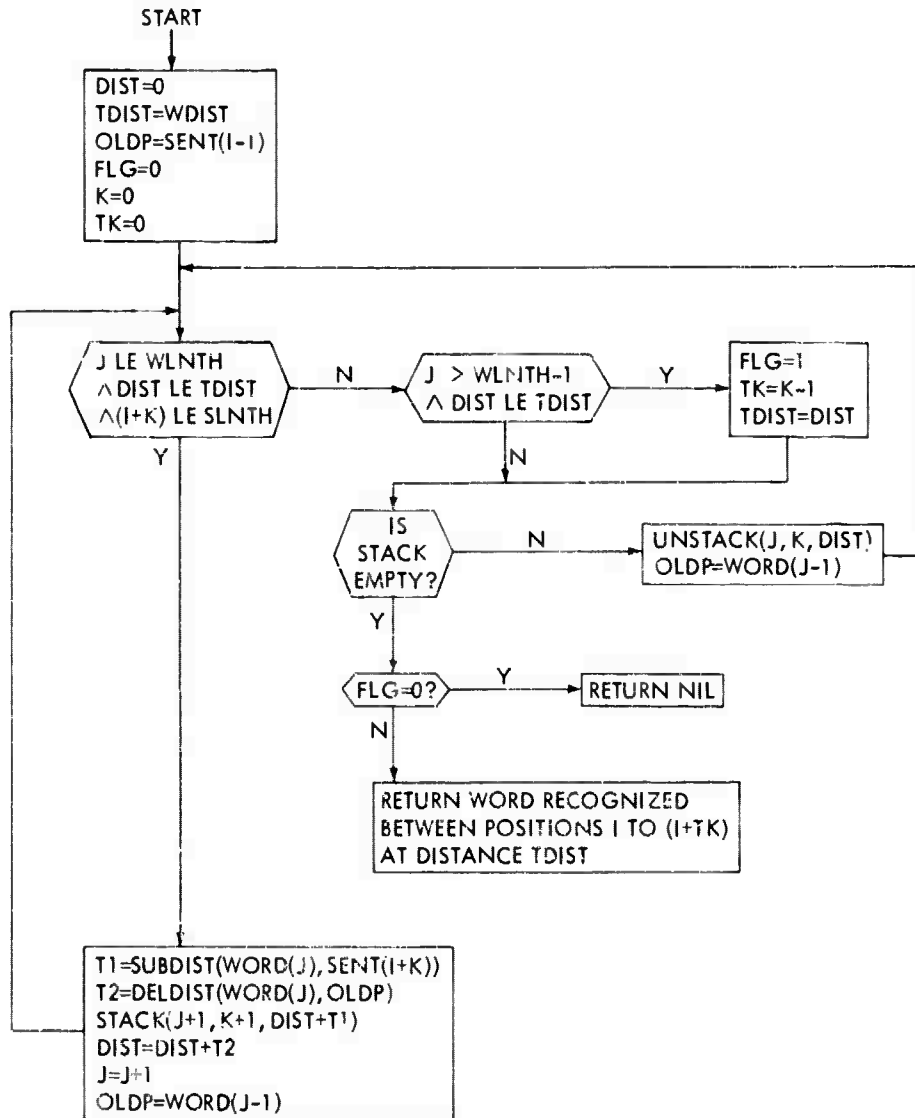 START
DIST=0
TDIST=WDIST
OLDP=SENT(I-1)
FLG=0
K=0
TK=0
J LE WLNTH
∧ DIST LE TDIST
∧(I+K) LE SLNTH
N
Y
J > WLNTH-1
∧ DIST LE TDIST
Y
N
FLG=1
TK=K-1
TDIST=DIST
IS
STACK
EMPTY?
N
Y
UNSTACK(J, K, DIST)
OLDP=WORD(J-1)
FLG=0?
Y
N
RETURN NIL
RETURN WORD RECOGNIZED
BETWEEN POSITIONS I TO (I+TK)
AT DISTANCE TDIST
T1=SUBDIST(WORD(J), SENT(I+K))
T2=DELDIST(WORD(J), OLDP)
STACK(J+1, K+1, DIST+T1)
DIST=DIST+T2
J=J+1
OLDP=WORD(J-1)